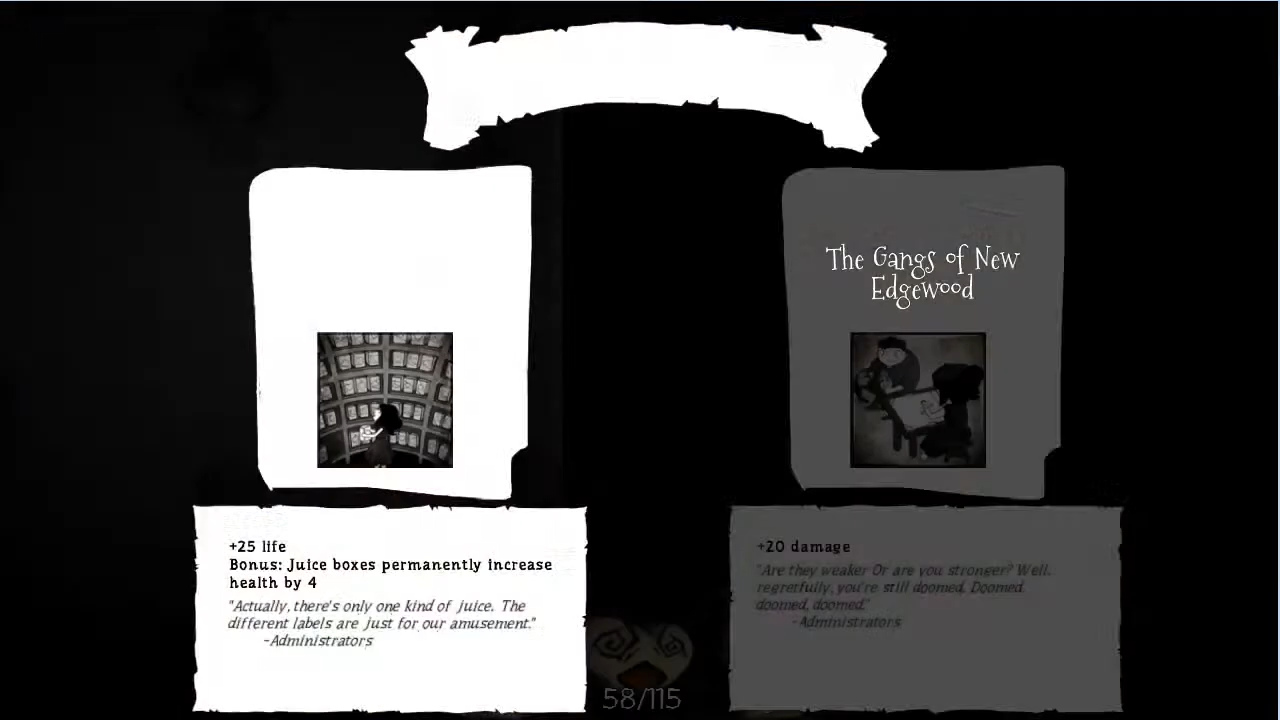 The Gangs of New
Edgewood
+25 life
Bonus: Juice boxes permanently increase
health by 4
"Actually, there's only one kind of juice. The
different labels are just for our amusement."
-Administrators
+20 damage
"Are they weaker Or are you stronger? Well,
regretfully, you're still doomed. Doomed,
doomed, doomed."
-Administrators
58/115